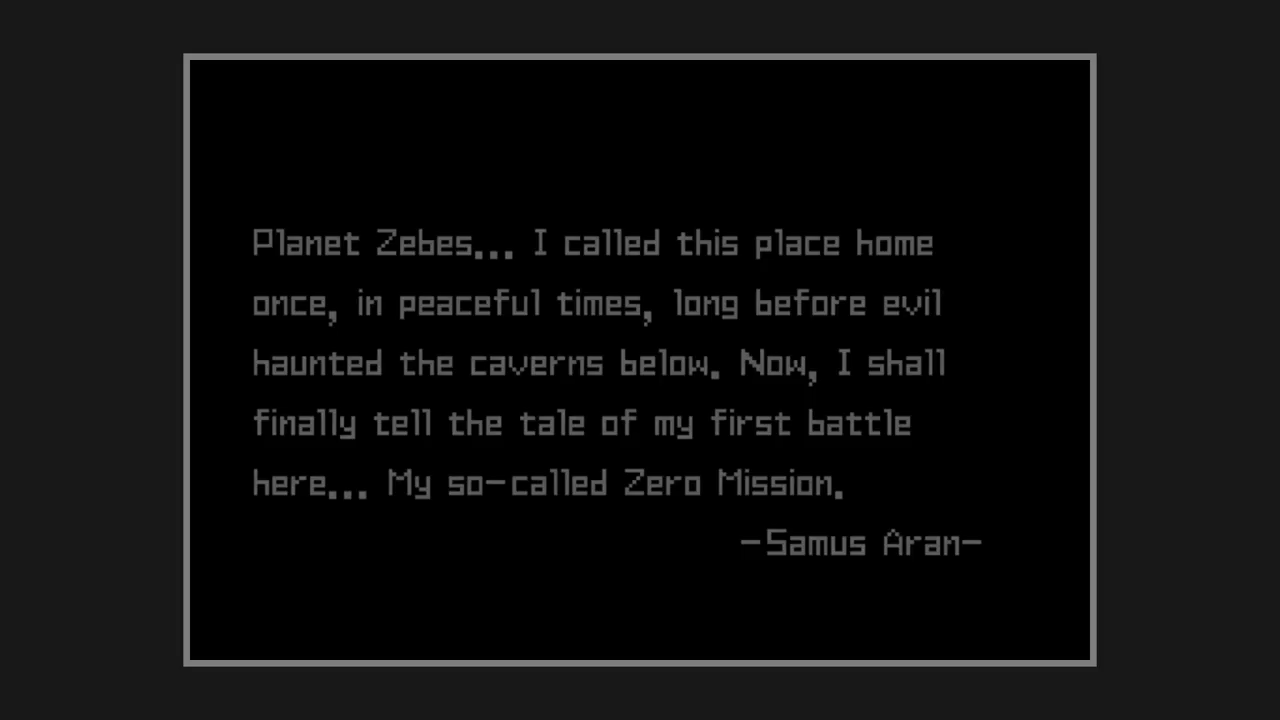 Planet Zebes... I called this place home
once, in peaceful times, long before evil
haunted the caverns below. Now, I shall
finally tell the tale of my first battle
here... My so-called Zero Mission.
-Samus Aran-